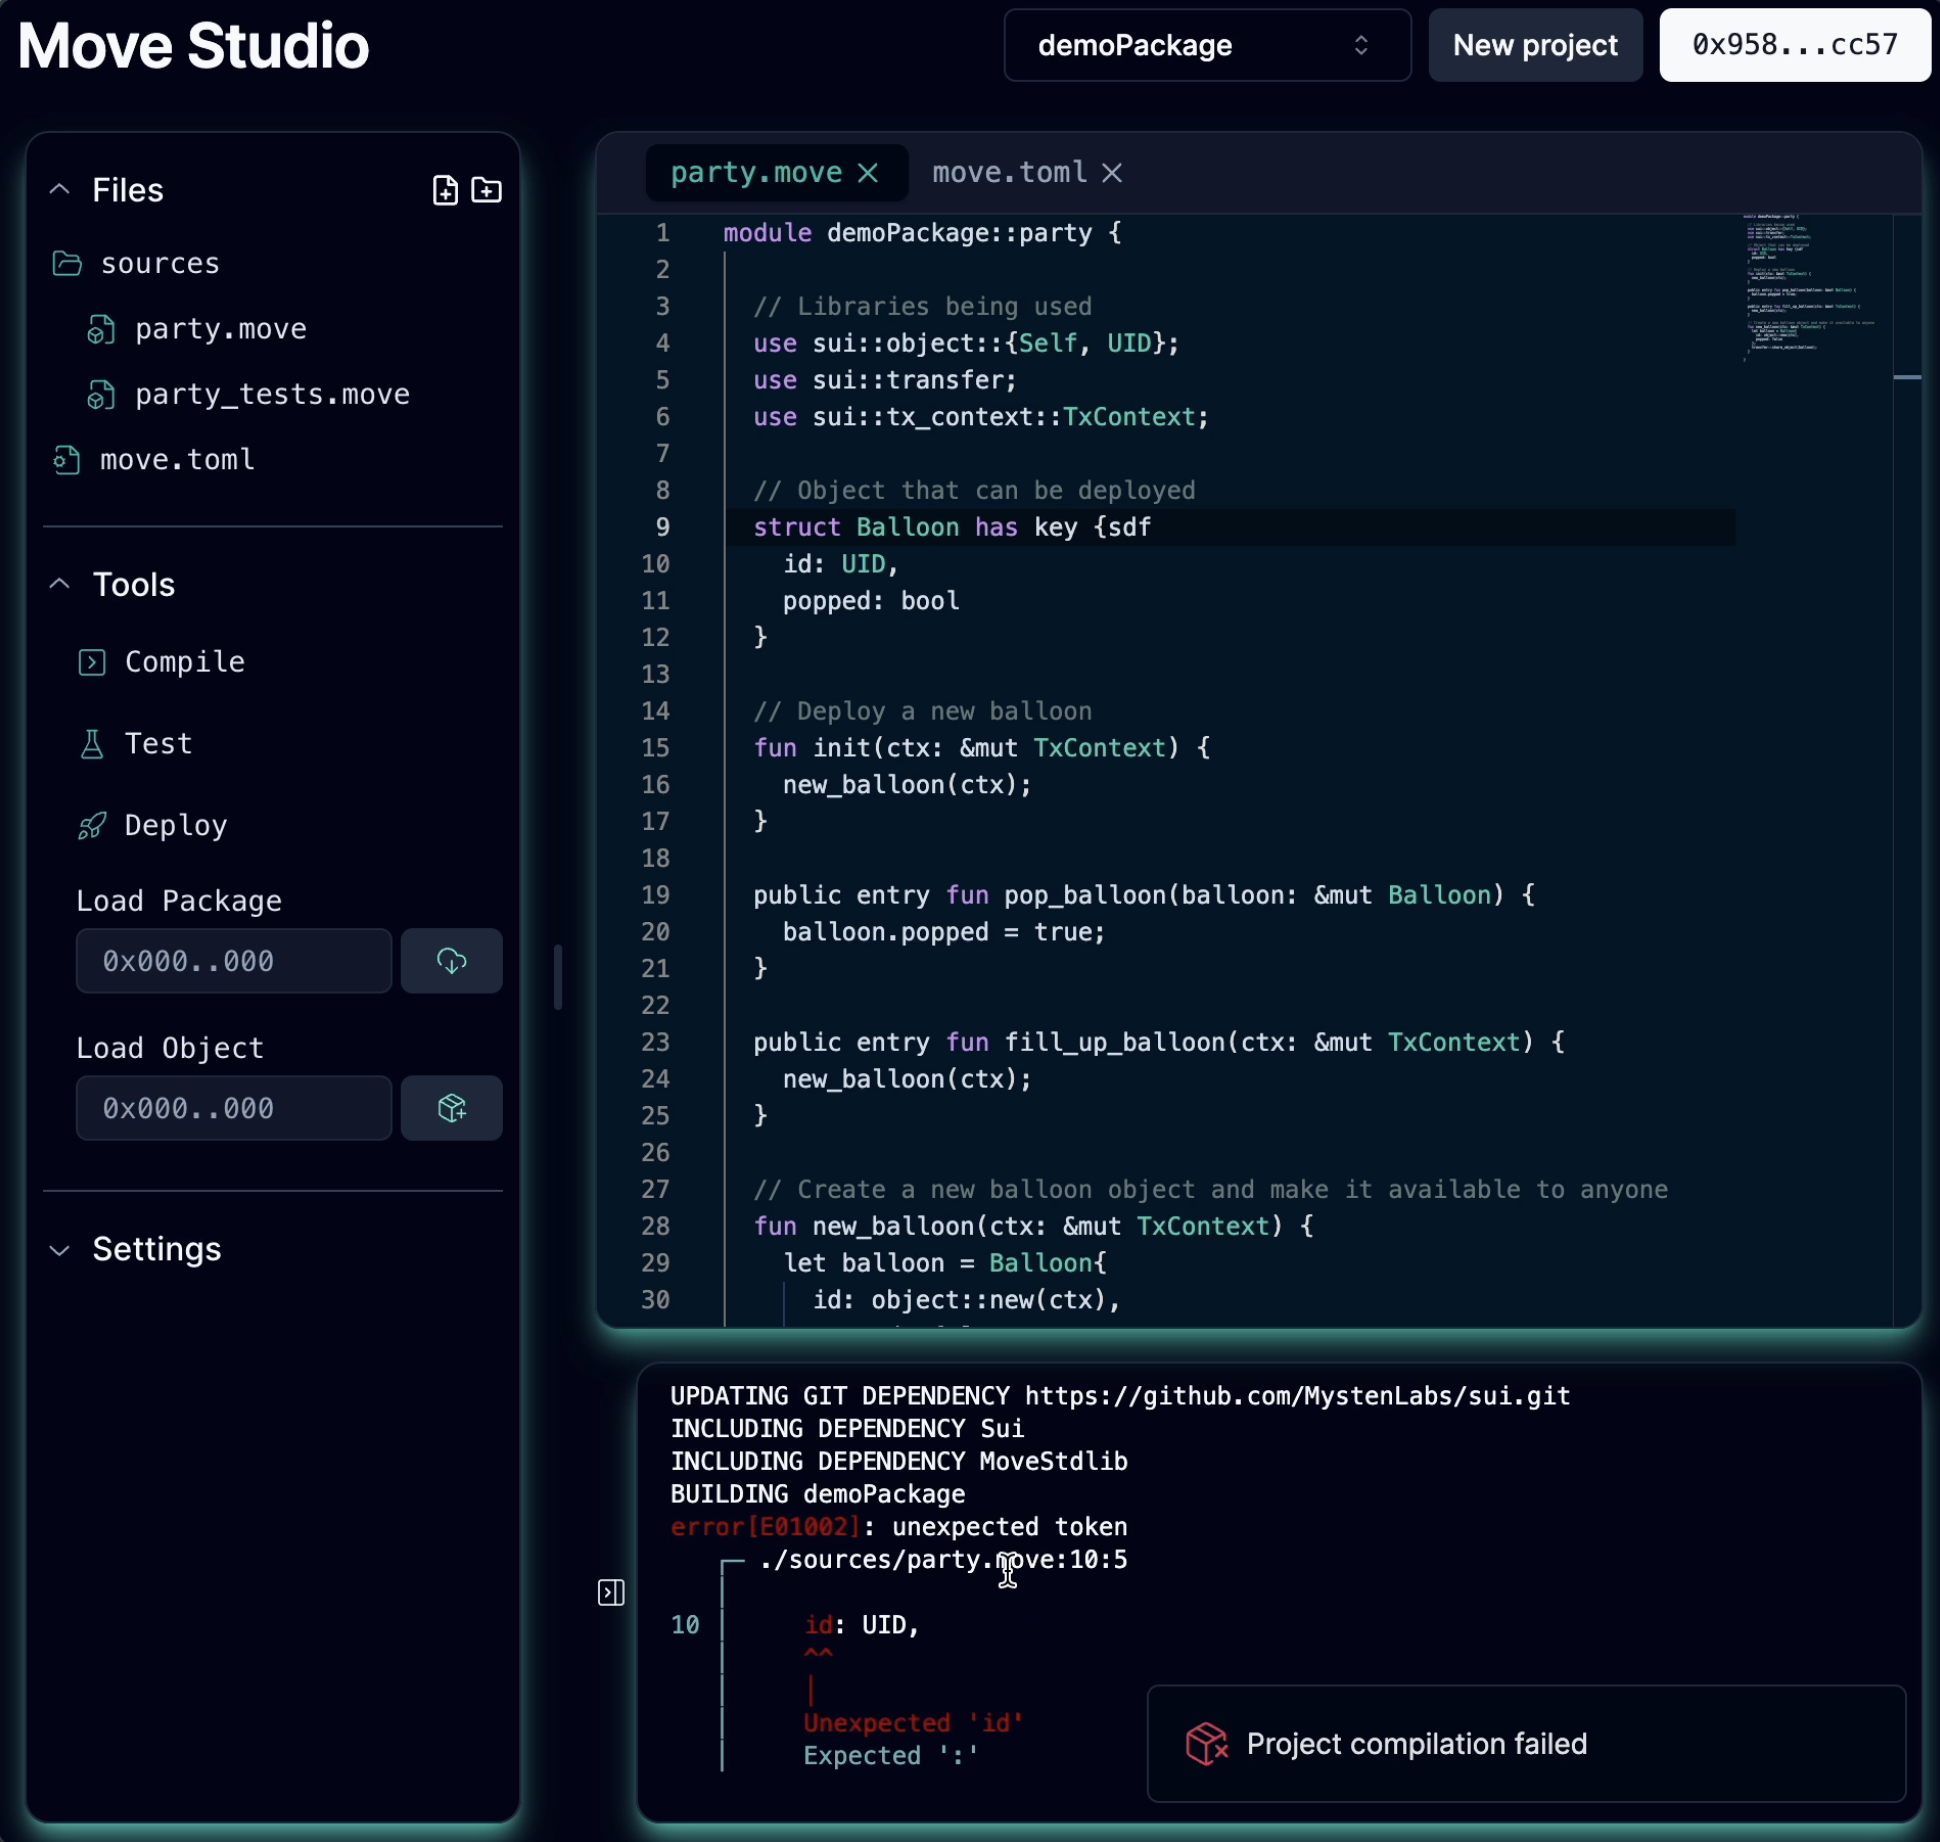 Move Studio
demoPackage
New project
0x958...cc57
Files
sources
party.move
party_tests.move
move.toml
Tools
Compile
Test
Deploy
Load Package
0x000..000
Load Object
0x000..000
Settings
party.move
move.toml
1 module demoPackage::party {
2
3 // Libraries being used
4 use sui::object::{Self, UID};
5 use sui::transfer;
6 use sui::tx_context::TxContext;
7
8 // Object that can be deployed
9 struct Balloon has key {sdf
10 id: UID,
11 popped: bool
12 }
13
14 // Deploy a new balloon
15 fun init(ctx: &mut TxContext) {
16 new_balloon(ctx);
17 }
18
19 public entry fun pop_balloon(balloon: &mut Balloon) {
20 balloon.popped = true;
21 }
22
23 public entry fun fill_up_balloon(ctx: &mut TxContext) {
24 new_balloon(ctx);
25 }
26
27 // Create a new balloon object and make it available to anyone
28 fun new_balloon(ctx: &mut TxContext) {
29 let balloon = Balloon{
30 id: object::new(ctx),
UPDATING GIT DEPENDENCY https://github.com/MystenLabs/sui.git
INCLUDING DEPENDENCY Sui
INCLUDING DEPENDENCY MoveStdlib
BUILDING demoPackage
error[E01002]: unexpected token
./sources/party.move:10:5
10 id: UID,
^^
Unexpected 'id'
Expected ':'
Project compilation failed